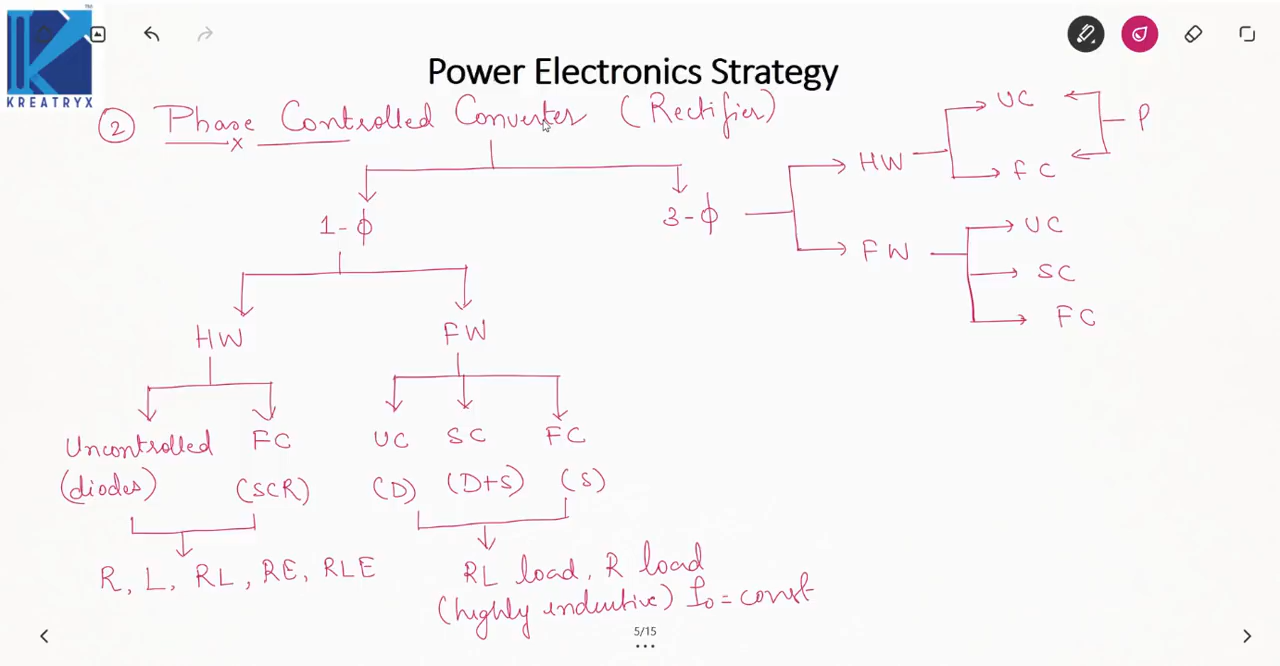 KREATRYX
TM
Power Electronics Strategy
② Phase Controlled Converter (Rectifier)
1-ϕ
3-ϕ
HW
UC
FC
FW
UC
SC
FC
HW
FW
Uncontrolled FC
(diodes) (SCR)
R, L, RL, RE, RLE
UC SC FC
(D) (D+S) (S)
RL load, R load
(highly inductive) I₀ = const
P
5/15